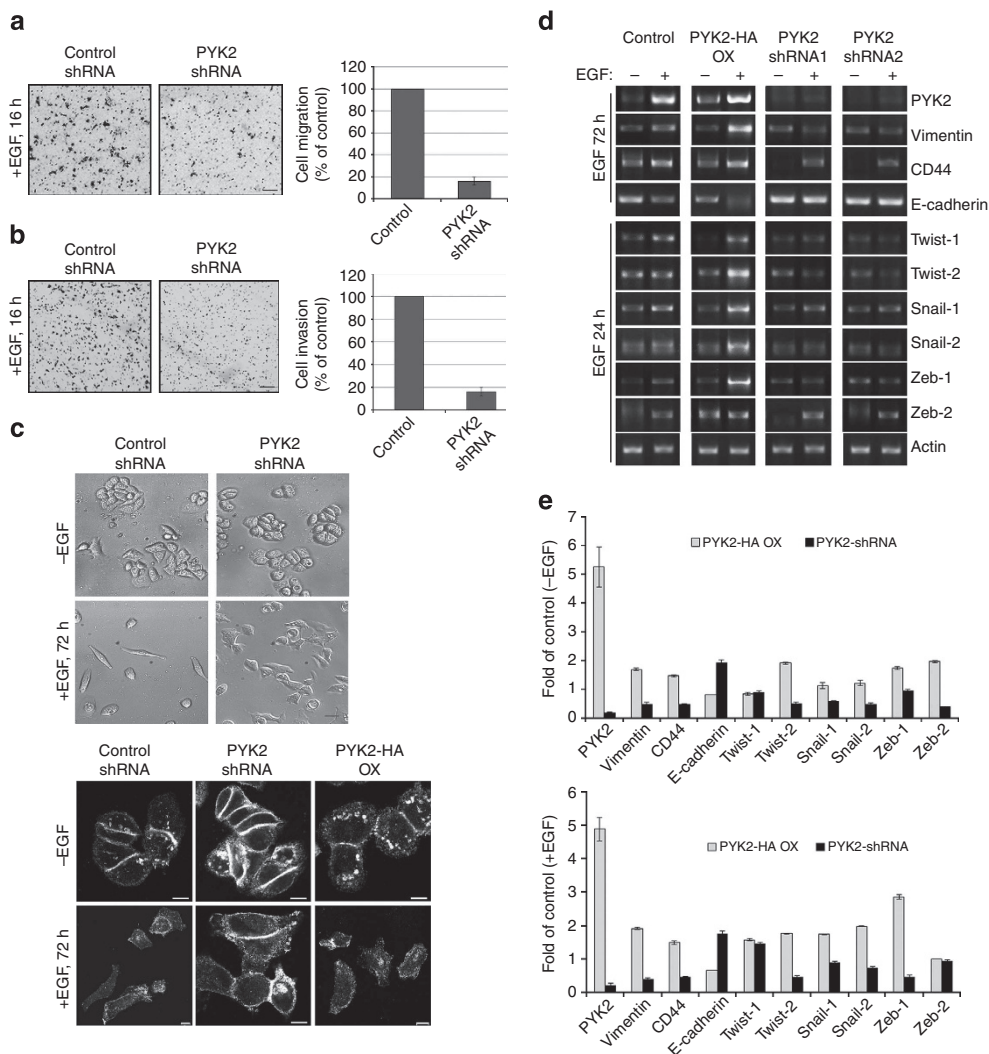 a
Control
shRNA
PYK2
shRNA
+EGF, 16 h
Cell migration
(% of control)
120
100
80
60
40
20
0
Control
PYK2
shRNA
b
Control
shRNA
PYK2
shRNA
+EGF, 16 h
Cell invasion
(% of control)
120
100
80
60
40
20
0
Control
PYK2
shRNA
c
Control
shRNA
PYK2
shRNA
–EGF
+EGF, 72 h
Control
shRNA
PYK2
shRNA
PYK2-HA
OX
–EGF
+EGF, 72 h
d
Control
PYK2-HA
OX
PYK2
shRNA1
PYK2
shRNA2
EGF: – + – + – + – +
EGF 72 h
PYK2
Vimentin
CD44
E-cadherin
EGF 24 h
Twist-1
Twist-2
Snail-1
Snail-2
Zeb-1
Zeb-2
Actin
e
Fold of control (–EGF)
7
6
5
4
3
2
1
0
PYK2-HA OX
PYK2-shRNA
PYK2
Vimentin
CD44
E-cadherin
Twist-1
Twist-2
Snail-1
Snail-2
Zeb-1
Zeb-2
Fold of control (+EGF)
6
5
4
3
2
1
0
PYK2-HA OX
PYK2-shRNA
PYK2
Vimentin
CD44
E-cadherin
Twist-1
Twist-2
Snail-1
Snail-2
Zeb-1
Zeb-2